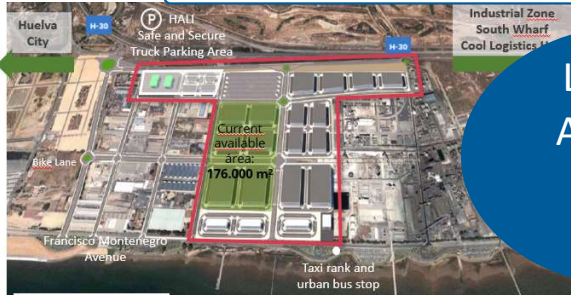 Huelva
City
H-30
P HALI
Safe and Secure
Truck Parking Area
H-30
Industrial Zone
South Wharf
Cool Logistics
L
A
Current
available
área:
176.000 m²
Bike Lane
Francisco Montenegro
Avenue
Taxi rank and
urban bus stop